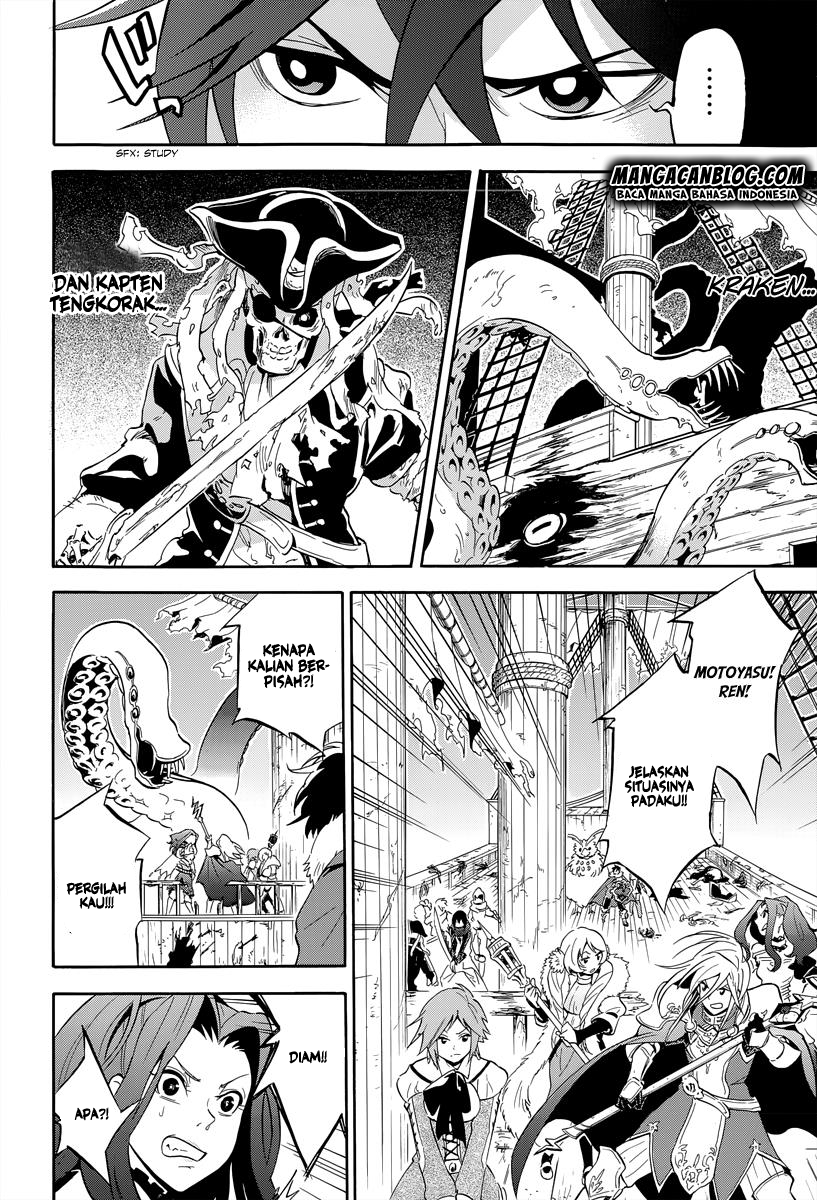 ......
ジ
SFX: STUDY
MANGACANBLOG.COM
BACA MANGA BAHASA INDONESIA
KRAKEN...
DAN KAPTEN
TENGKORAK...
MOTOYASU!
REN!
JELASKAN
SITUASINYA
PADAKU!!
KENAPA
KALIAN BER-
PISAH?!
PERGILAH
KAU!!!
DIAM!!
APA?!